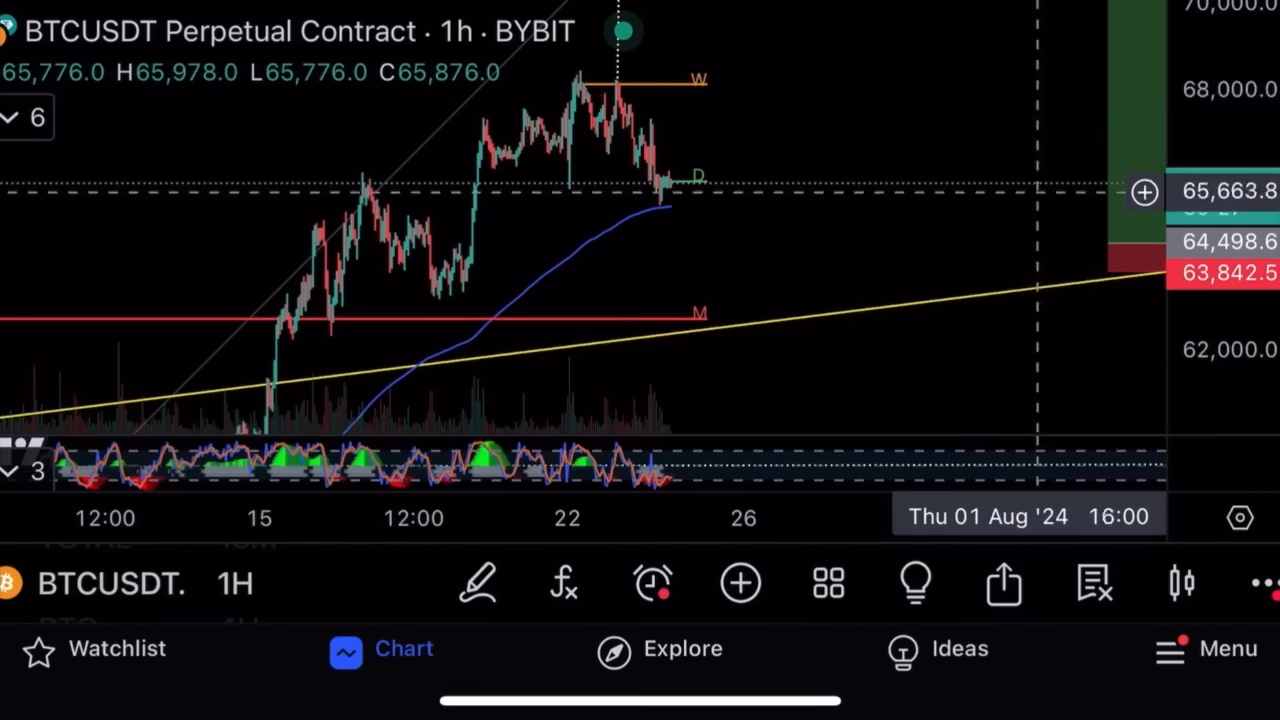 70,000.0
BTCUSDT Perpetual Contract · 1h · BYBIT
65,776.0 H65,978.0 L65,776.0 C65,876.0
W
68,000.0
6
D
65,663.8
64,498.6
63,842.5
M
62,000.0
3
12:00 15 12:00 22 26 Thu 01 Aug '24 16:00
BTCUSDT. 1H
Watchlist Chart Explore Ideas Menu